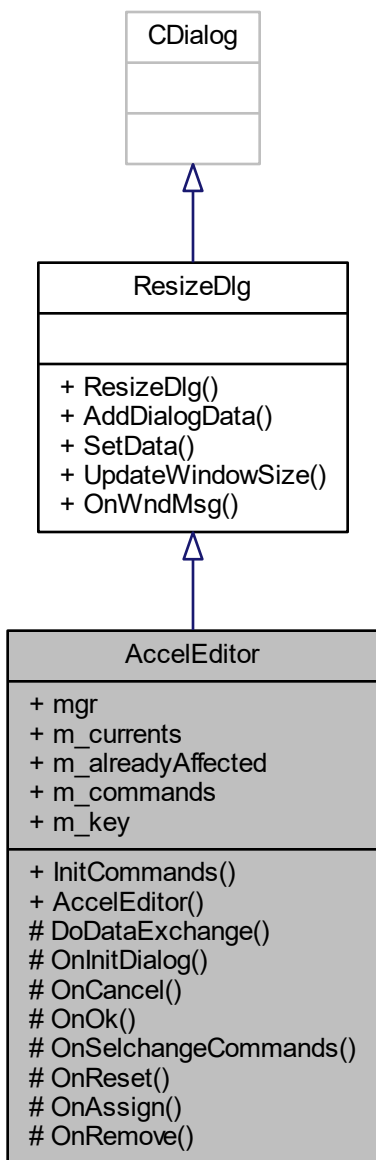 CDialog
ResizeDlg
+ ResizeDlg()
+ AddDialogData()
+ SetData()
+ UpdateWindowSize()
+ OnWndMsg()
AccelEditor
+ mgr
+ m_currents
+ m_alreadyAffected
+ m_commands
+ m_key
+ InitCommands()
+ AccelEditor()
# DoDataExchange()
# OnInitDialog()
# OnCancel()
# OnOk()
# OnSelchangeCommands()
# OnReset()
# OnAssign()
# OnRemove()